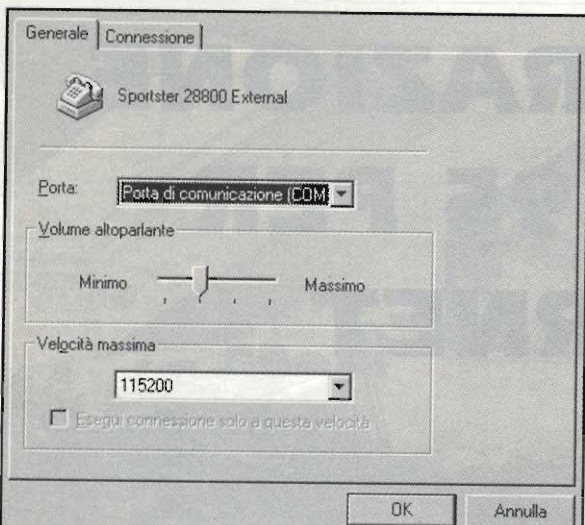 Generale Connessione
Sportster 28800 External
Porta: Porta di comunicazione (COM
Volume altoparlante
Minimo Massimo
Velocità massima
115200
Esegui connessione solo a questa velocità
OK Annulla